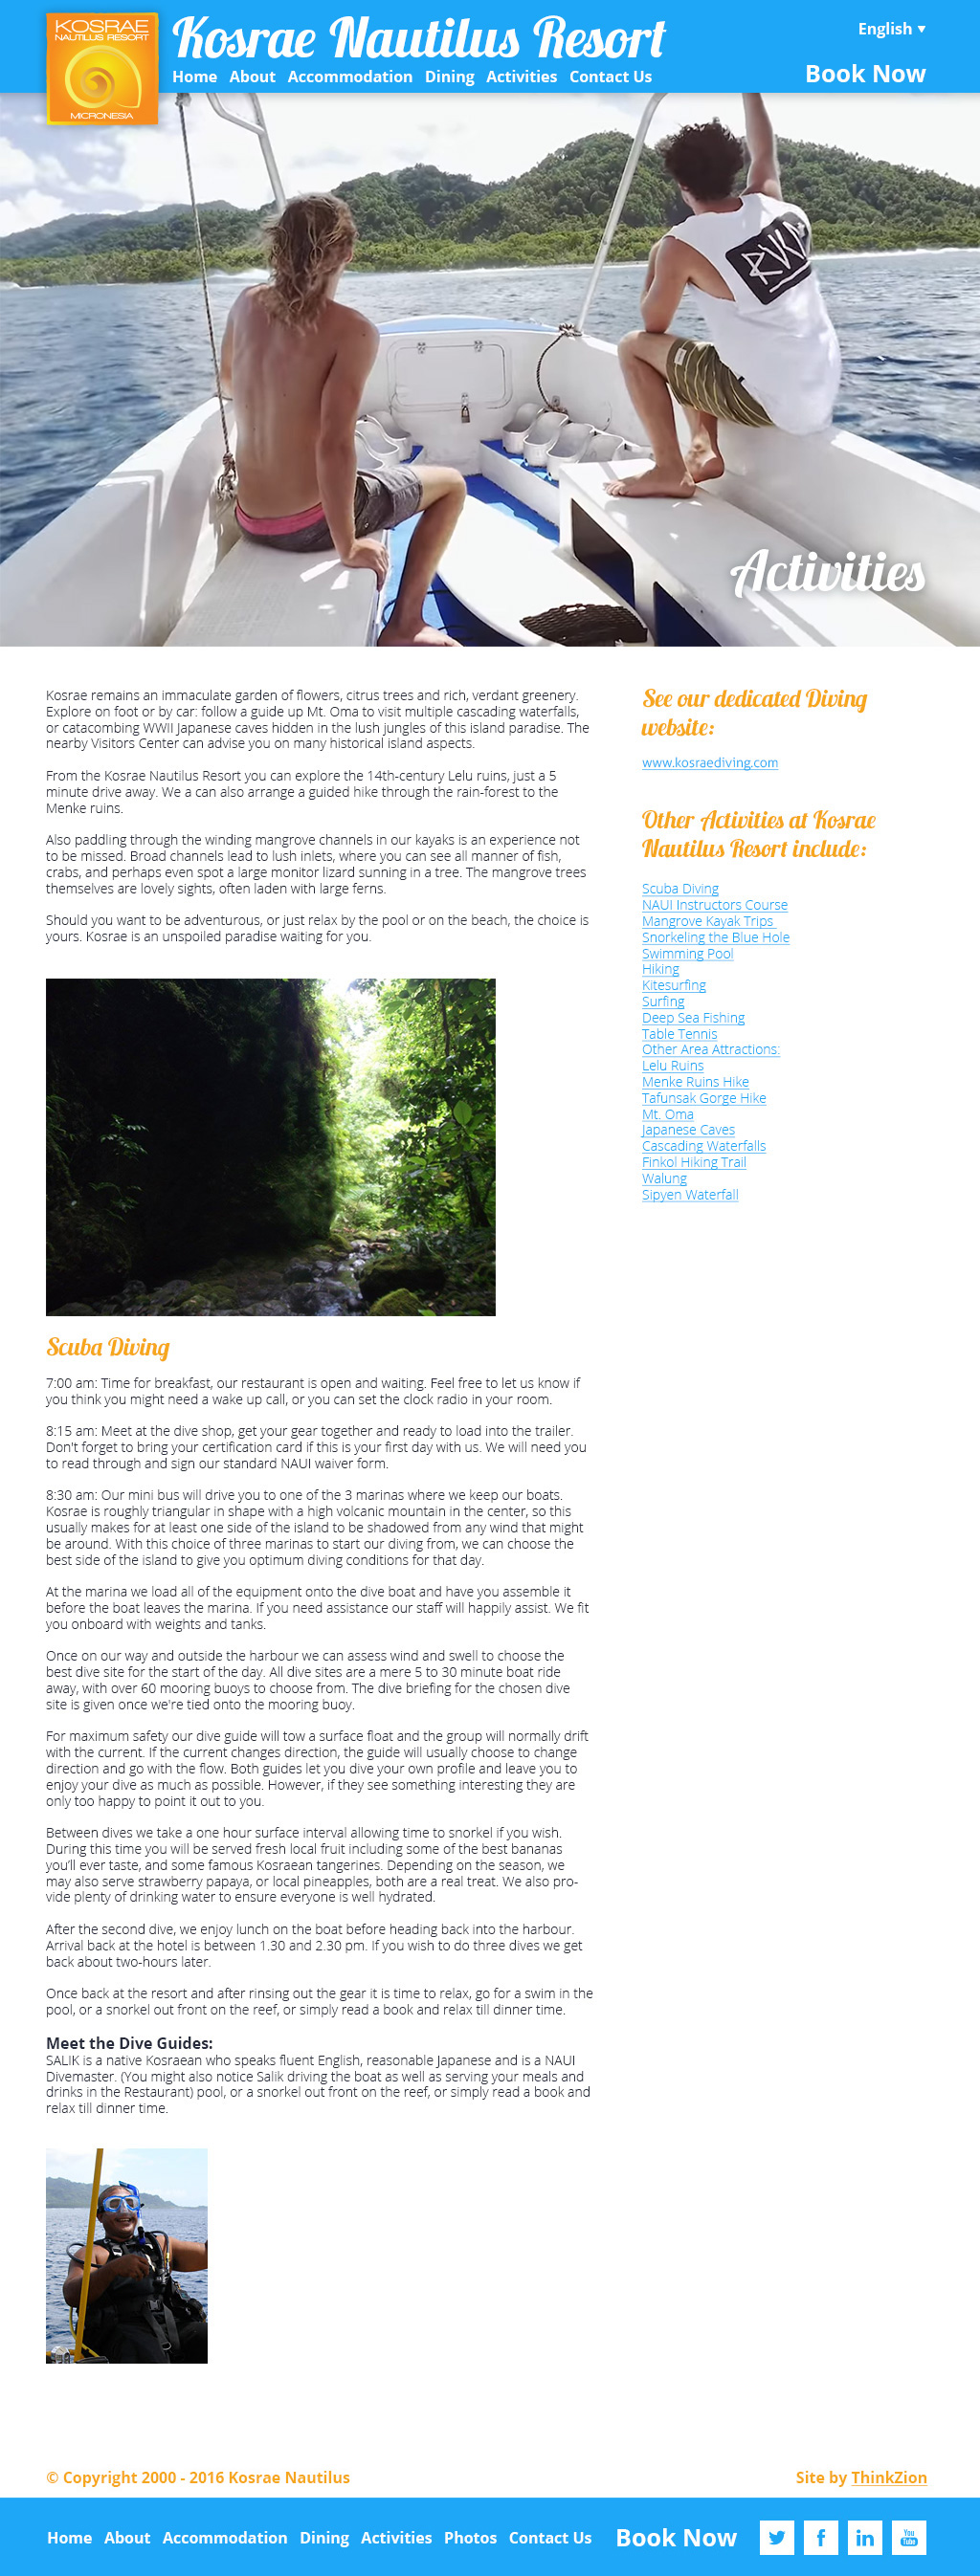 KOSRAE
NAUTILUS RESORT
MICRONESIA
Kosrae Nautilus Resort
English
Home About Accommodation Dining Activities Contact Us
Book Now
RW
Activities
Kosrae remains an immaculate garden of flowers, citrus trees and rich, verdant greenery.
Explore on foot or by car: follow a guide up Mt. Oma to visit multiple cascading waterfalls,
or catacombing WWII Japanese caves hidden in the lush jungles of this island paradise. The
nearby Visitors Center can advise you on many historical island aspects.
From the Kosrae Nautilus Resort you can explore the 14th-century Lelu ruins, just a 5
minute drive away. We a can also arrange a guided hike through the rain-forest to the
Menke ruins.
Also paddling through the winding mangrove channels in our kayaks is an experience not
to be missed. Broad channels lead to lush inlets, where you can see all manner of fish,
crabs, and perhaps even spot a large monitor lizard sunning in a tree. The mangrove trees
themselves are lovely sights, often laden with large ferns.
Should you want to be adventurous, or just relax by the pool or on the beach, the choice is
yours. Kosrae is an unspoiled paradise waiting for you.
Scuba Diving
7:00 am: Time for breakfast, our restaurant is open and waiting. Feel free to let us know if
you think you might need a wake up call, or you can set the clock radio in your room.
8:15 am: Meet at the dive shop, get your gear together and ready to load into the trailer.
Don't forget to bring your certification card if this is your first day with us. We will need you
to read through and sign our standard NAUI waiver form.
8:30 am: Our mini bus will drive you to one of the 3 marinas where we keep our boats.
Kosrae is roughly triangular in shape with a high volcanic mountain in the center, so this
usually makes for at least one side of the island to be shadowed from any wind that might
be around. With this choice of three marinas to start our diving from, we can choose the
best side of the island to give you optimum diving conditions for that day.
At the marina we load all of the equipment onto the dive boat and have you assemble it
before the boat leaves the marina. If you need assistance our staff will happily assist. We fit
you onboard with weights and tanks.
Once on our way and outside the harbour we can assess wind and swell to choose the
best dive site for the start of the day. All dive sites are a mere 5 to 30 minute boat ride
away, with over 60 mooring buoys to choose from. The dive briefing for the chosen dive
site is given once we're tied onto the mooring buoy.
For maximum safety our dive guide will tow a surface float and the group will normally drift
with the current. If the current changes direction, the guide will usually choose to change
direction and go with the flow. Both guides let you dive your own profile and leave you to
enjoy your dive as much as possible. However, if they see something interesting they are
only too happy to point it out to you.
Between dives we take a one hour surface interval allowing time to snorkel if you wish.
During this time you will be served fresh local fruit including some of the best bananas
you'll ever taste, and some famous Kosraean tangerines. Depending on the season, we
may also serve strawberry papaya, or local pineapples, both are a real treat. We also pro-
vide plenty of drinking water to ensure everyone is well hydrated.
After the second dive, we enjoy lunch on the boat before heading back into the harbour.
Arrival back at the hotel is between 1.30 and 2.30 pm. If you wish to do three dives we get
back about two-hours later.
Once back at the resort and after rinsing out the gear it is time to relax, go for a swim in the
pool, or a snorkel out front on the reef, or simply read a book and relax till dinner time.
Meet the Dive Guides:
SALIK is a native Kosraean who speaks fluent English, reasonable Japanese and is a NAUI
Divemaster. (You might also notice Salik driving the boat as well as serving your meals and
drinks in the Restaurant) pool, or a snorkel out front on the reef, or simply read a book and
relax till dinner time.
See our dedicated Diving
website:
www.kosraediving.com
Other Activities at Kosrae
Nautilus Resort include:
Scuba Diving
NAUI Instructors Course
Mangrove Kayak Trips
Snorkeling the Blue Hole
Swimming Pool
Hiking
Kitesurfing
Surfing
Deep Sea Fishing
Table Tennis
Other Area Attractions:
Lelu Ruins
Menke Ruins Hike
Tafunsak Gorge Hike
Mt. Oma
Japanese Caves
Cascading Waterfalls
Finkol Hiking Trail
Walung
Sipyen Waterfall
© Copyright 2000 - 2016 Kosrae Nautilus
Site by ThinkZion
Home About Accommodation Dining Activities Photos Contact Us Book Now
You
Tube